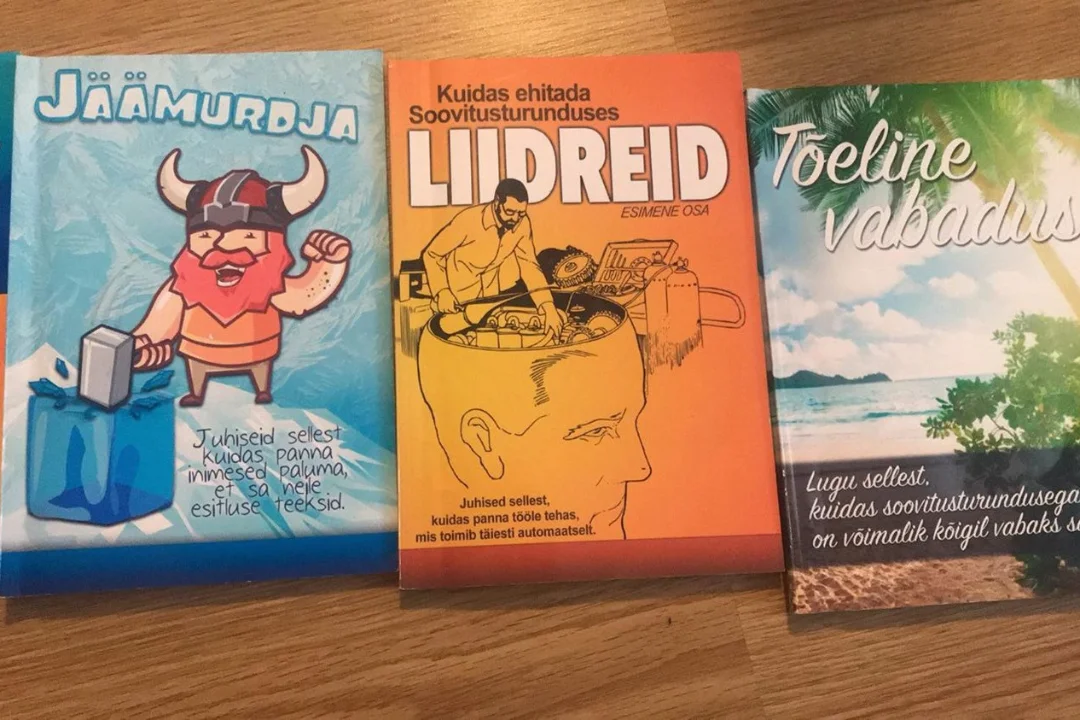 JÄÄMURDJA
Juhiseid sellest
kuidas panna
inimesed paluma,
et sa neile
esitluse teeksid.
Kuidas ehitada
Soovitusturunduses
LIIDREID
ESIMENE OSA
Juhised sellest,
kuidas panna tööle tehas,
mis toimib täiesti automaatselt.
Tõeline
vabadus
Lugu sellest,
kuidas soovitusturundusega
on võimalik kõigil vabaks